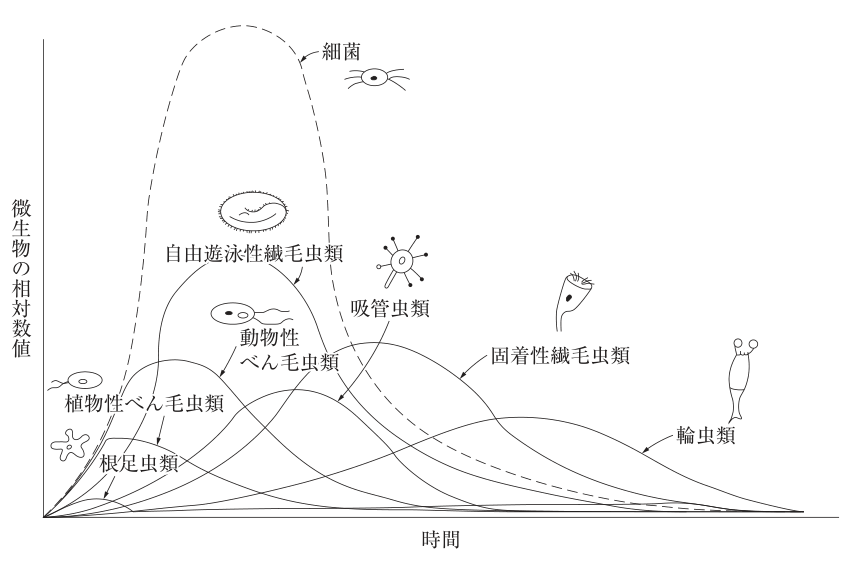 細菌
微生物の相対数値
自由遊泳性繊毛虫類
吸管虫類
動物性
べん毛虫類
固着性繊毛虫類
植物性べん毛虫類
輪虫類
根足虫類
時間